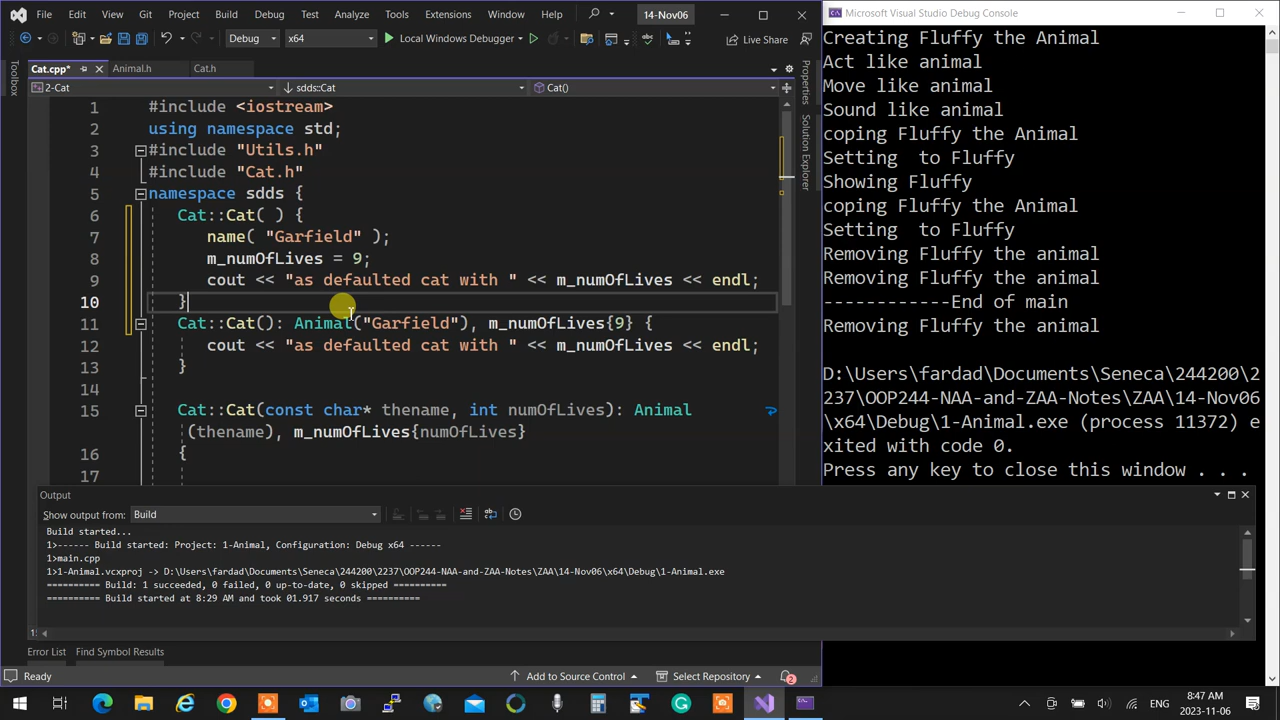 File Edit View Git Project Build Debug Test Analyze Tools Extensions Window Help 14-Nov06
Debug x64 Local Windows Debugger Live Share
Cat.cpp* Animal.h Cat.h
2-Cat sdds::Cat Cat()
Toolbox
Properties
Solution Explorer
1 #include <iostream>
2 using namespace std;
3 #include "Utils.h"
4 #include "Cat.h"
5 namespace sdds {
6 Cat::Cat( ) {
7 name( "Garfield" );
8 m_numOfLives = 9;
9 cout << "as defaulted cat with " << m_numOfLives << endl;
10 }
11 Cat::Cat(): Animal("Garfield"), m_numOfLives{9} {
12 cout << "as defaulted cat with " << m_numOfLives << endl;
13 }
14
15 Cat::Cat(const char* thename, int numOfLives): Animal
(thename), m_numOfLives{numOfLives}
16 {
17
Output
Show output from: Build
Build started...
1>------ Build started: Project: 1-Animal, Configuration: Debug x64 ------
1>main.cpp
1>1-Animal.vcxproj -> D:\Users\fardad\Documents\Seneca\244200\2237\OOP244-NAA-and-ZAA-Notes\ZAA\14-Nov06\x64\Debug\1-Animal.exe
========== Build: 1 succeeded, 0 failed, 0 up-to-date, 0 skipped ==========
========== Build started at 8:29 AM and took 01.917 seconds ==========
Error List Find Symbol Results
Ready Add to Source Control Select Repository 2
Microsoft Visual Studio Debug Console
Creating Fluffy the Animal
Act like animal
Move like animal
Sound like animal
coping Fluffy the Animal
Setting  to Fluffy
Showing Fluffy
coping Fluffy the Animal
Setting  to Fluffy
Removing Fluffy the animal
Removing Fluffy the animal
------------End of main
Removing Fluffy the animal
D:\Users\fardad\Documents\Seneca\244200\2
237\OOP244-NAA-and-ZAA-Notes\ZAA\14-Nov06
\x64\Debug\1-Animal.exe (process 11372) e
xited with code 0.
Press any key to close this window . . .
ENG 8:47 AM
2023-11-06